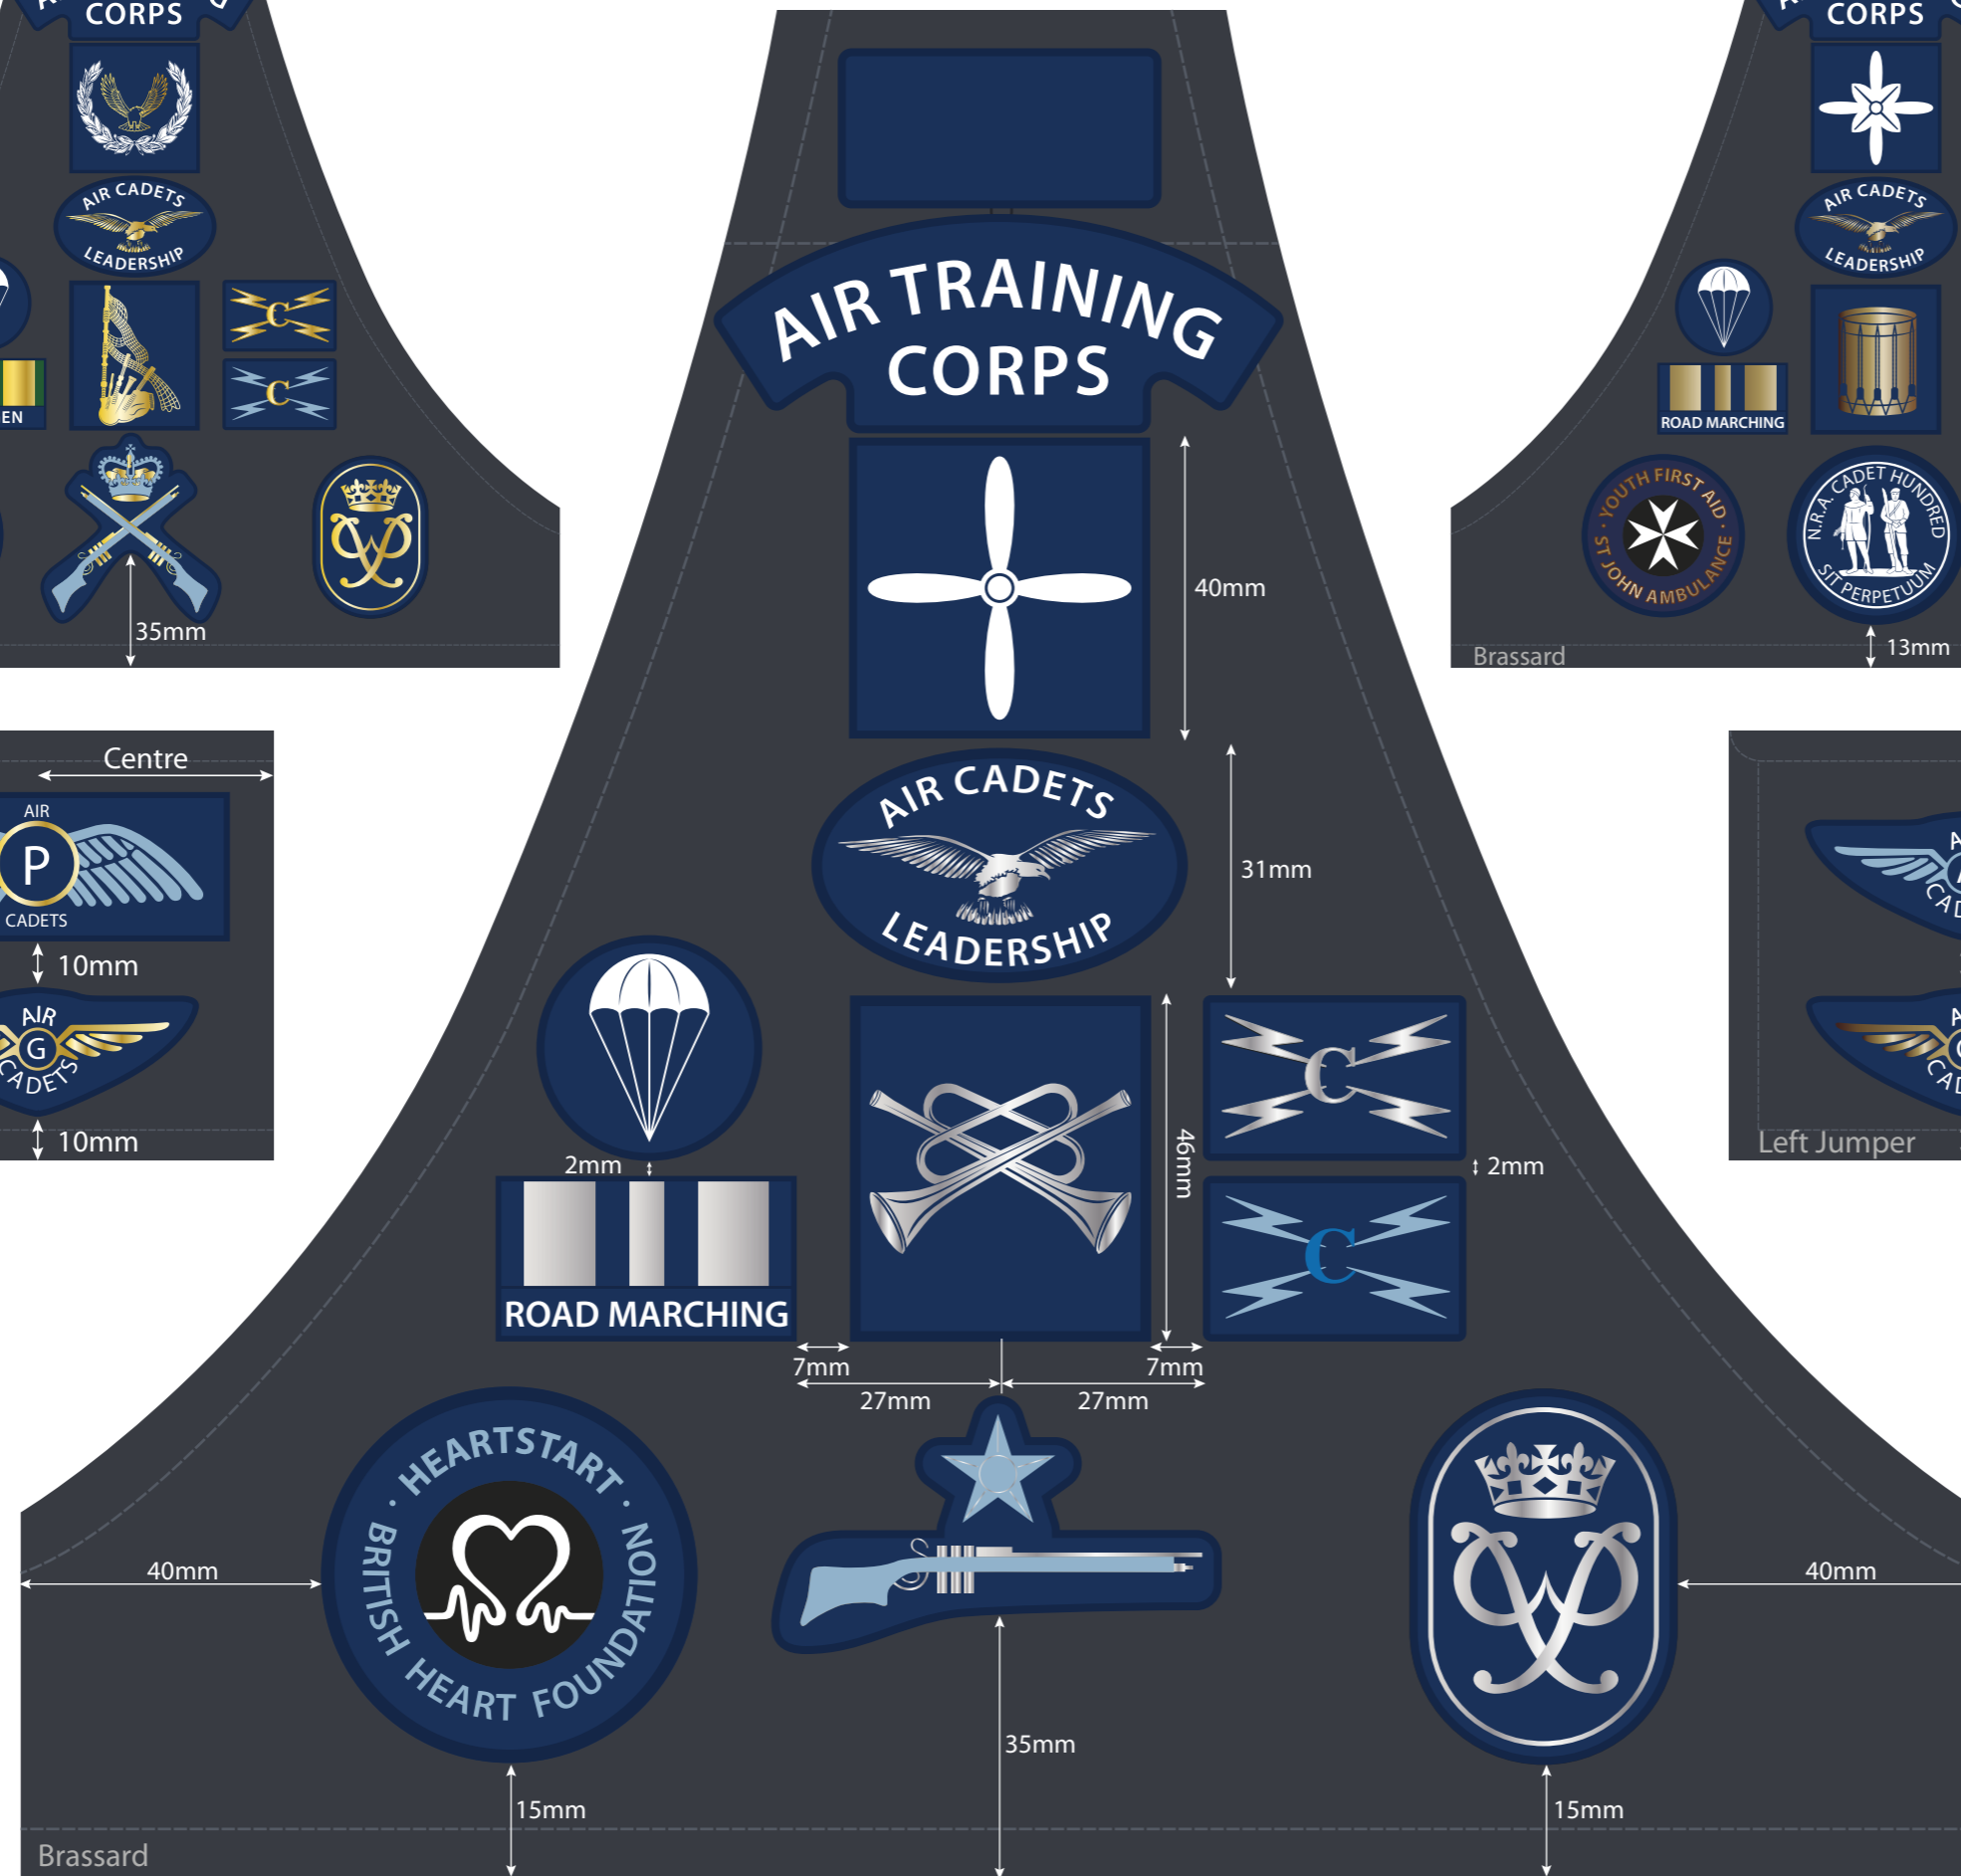 CORPS
AIR CADETS
LEADERSHIP
C
C
EN
35mm
AIR TRAINING
CORPS
40mm
AIR CADETS
LEADERSHIP
31mm
2mm
ROAD MARCHING
46mm
C
2mm
C
7mm
7mm
27mm
27mm
· HEARTSTART ·
BRITISH HEART FOUNDATION
40mm
40mm
15mm
35mm
15mm
Brassard
CORPS
AIR CADETS
LEADERSHIP
ROAD MARCHING
· YOUTH FIRST AID ·
ST JOHN AMBULANCE
N.R.A. CADET HUNDRED
SIT PERPETUUM
13mm
Brassard
Centre
AIR
P
CADETS
10mm
AIR
G
CADETS
10mm
Left Jumper